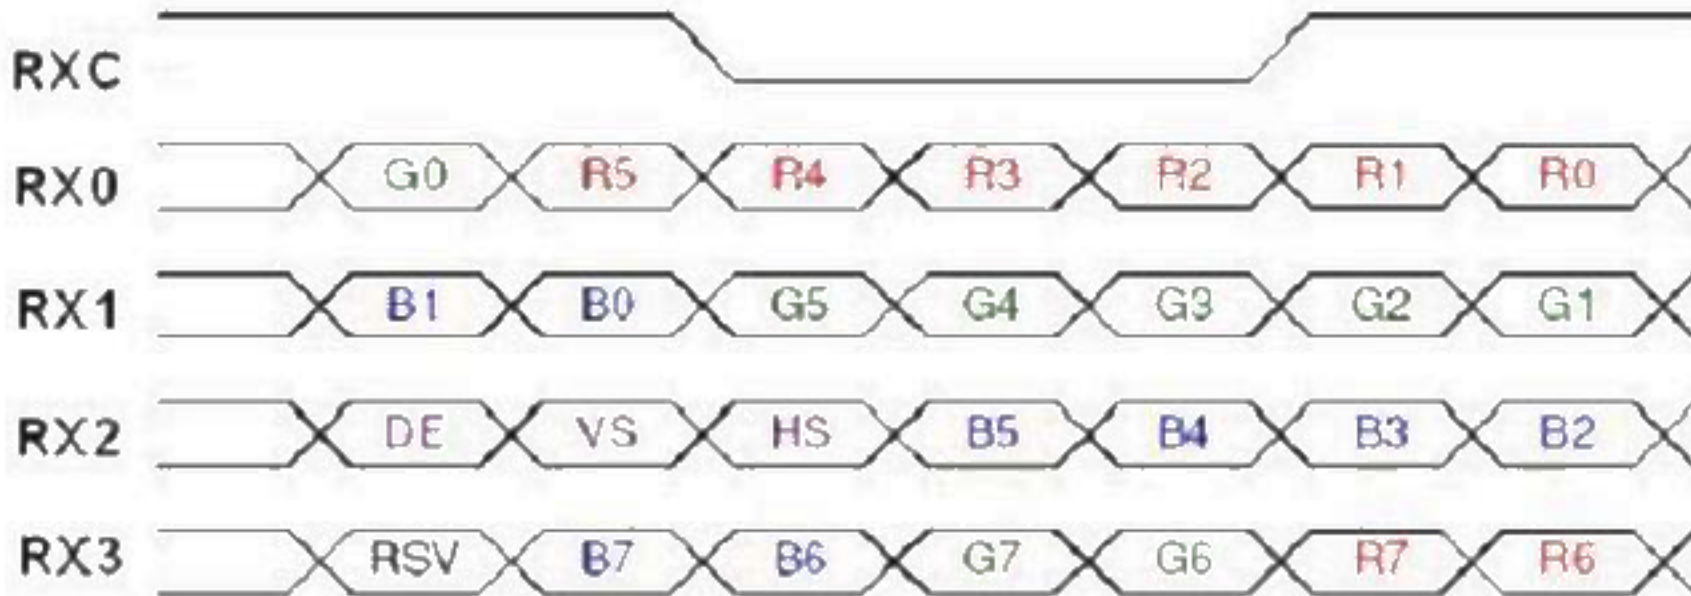 RXC
RX0 G0 R5 R4 R3 R2 R1 R0
RX1 B1 B0 G5 G4 G3 G2 G1
RX2 DE VS HS B5 B4 B3 B2
RX3 RSV B7 B6 G7 G6 R7 R6